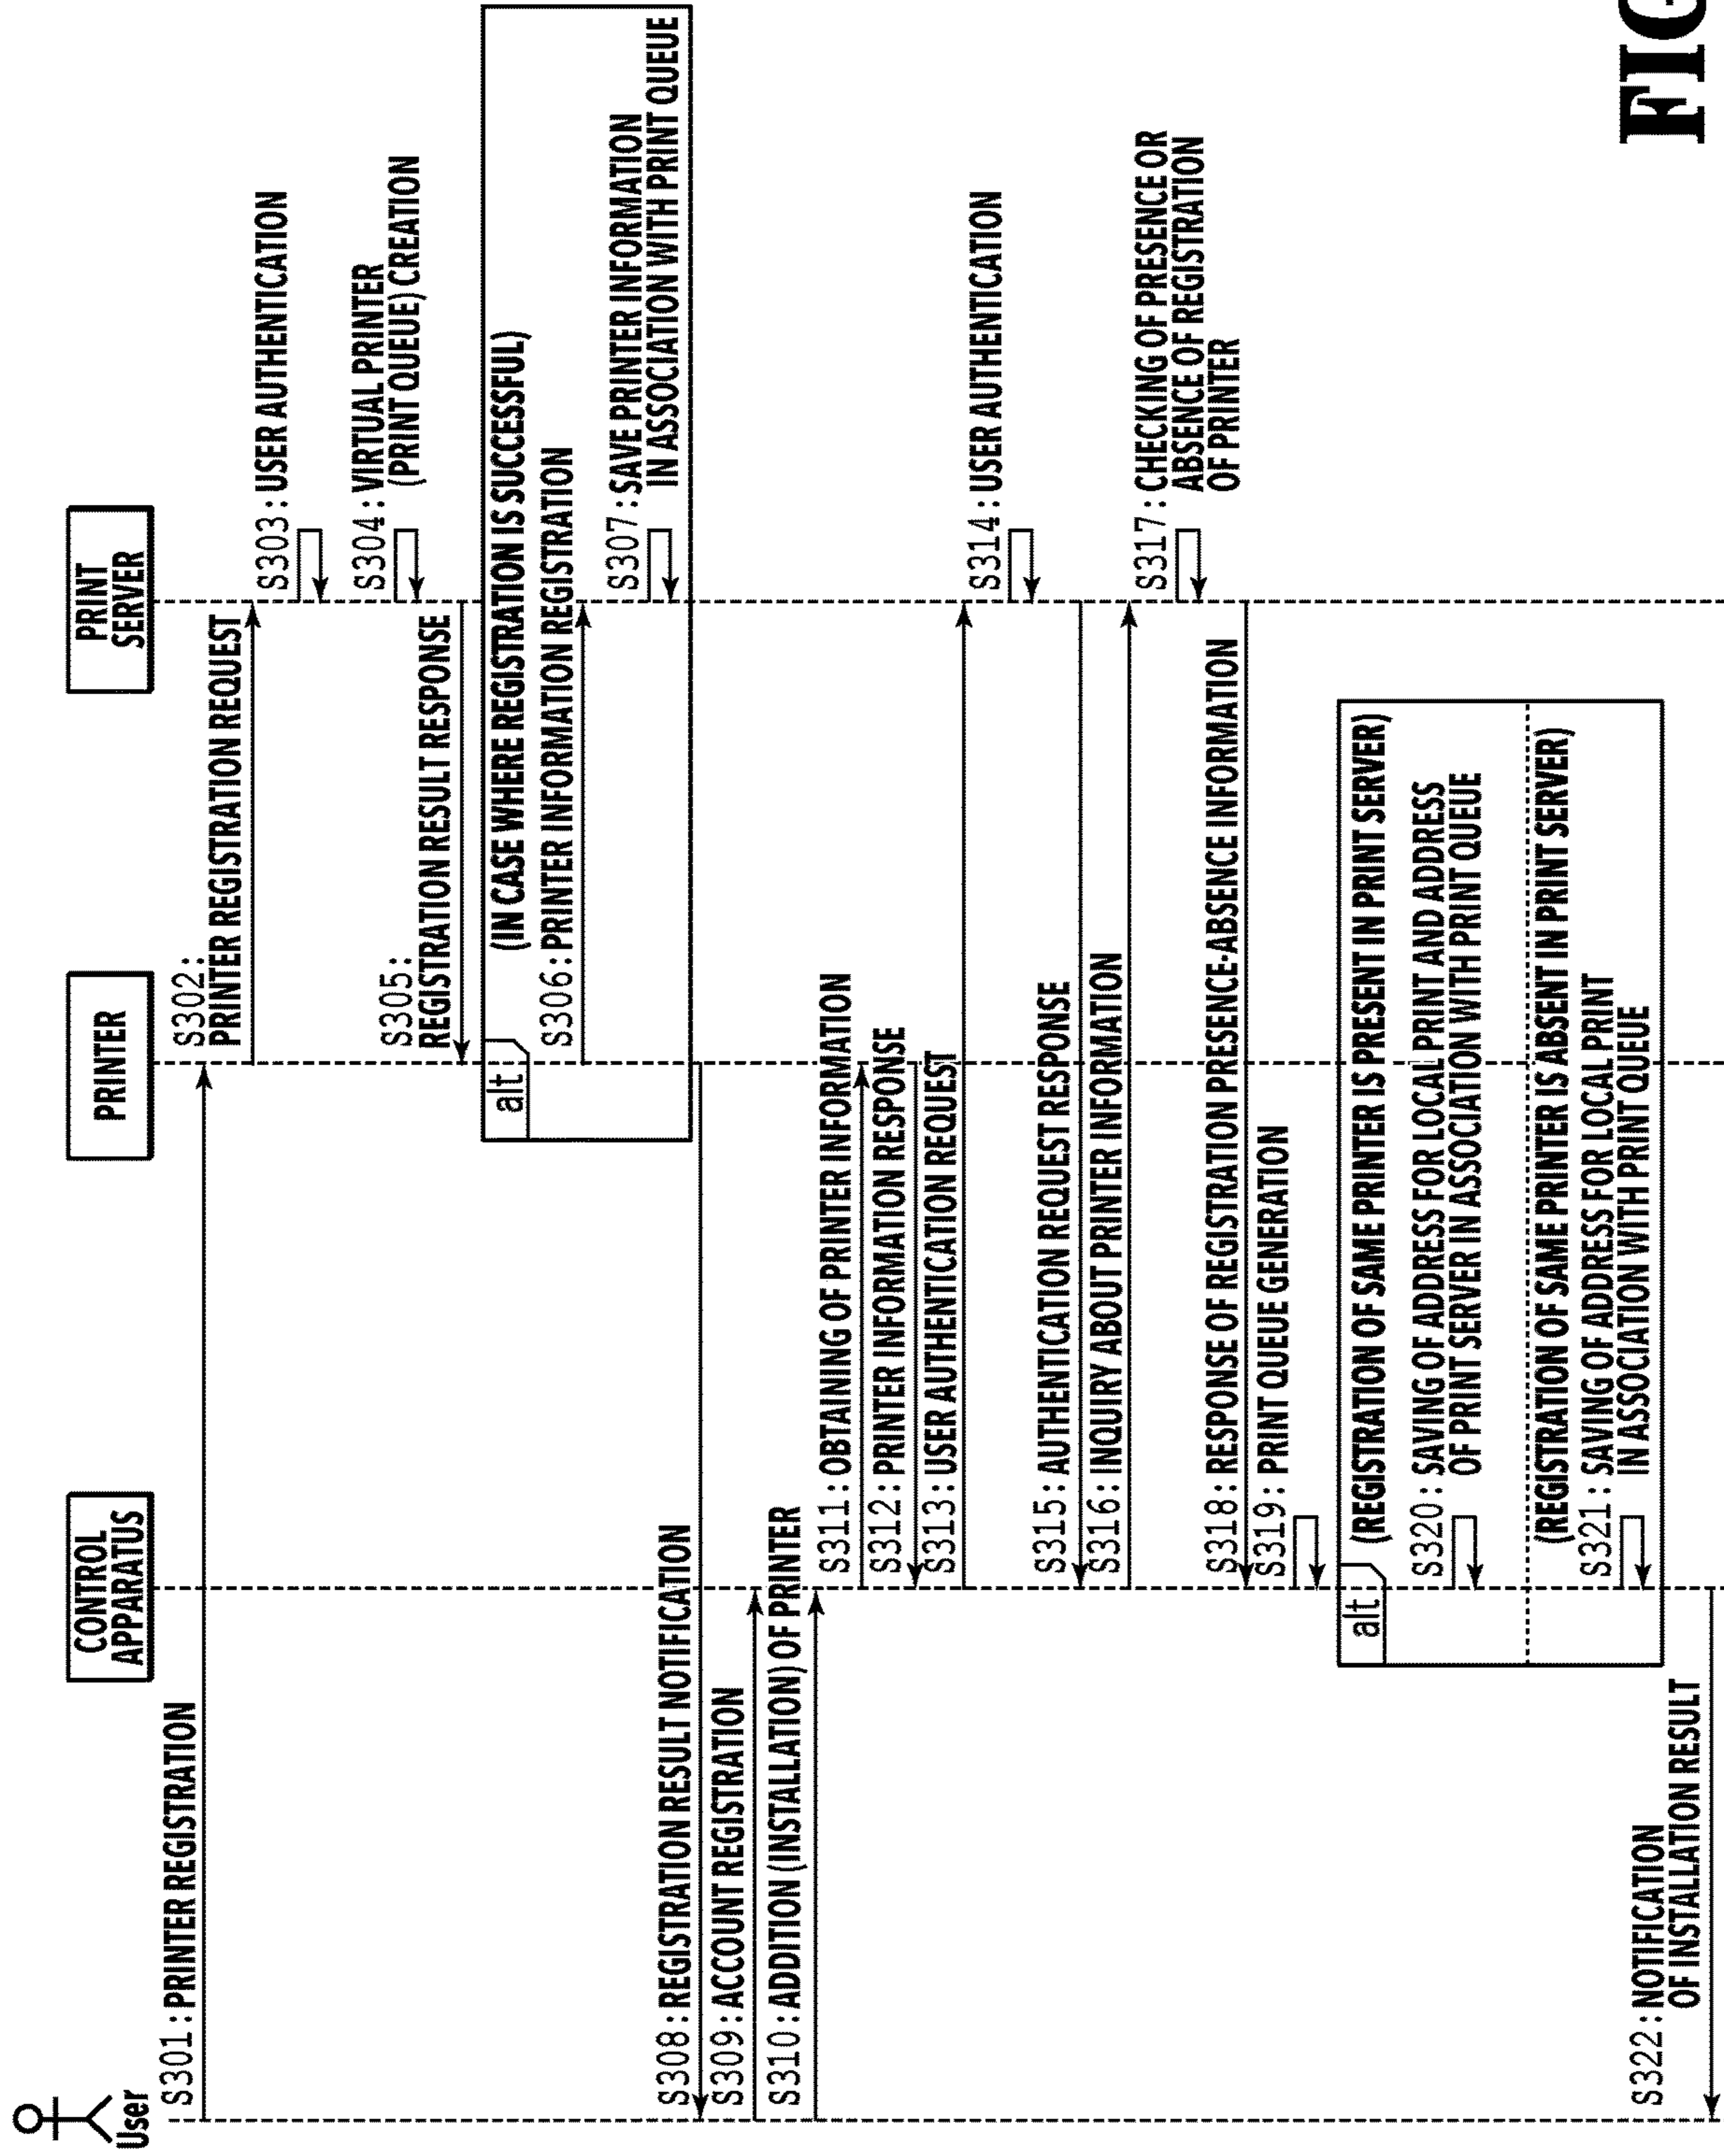 User
CONTROL
APPARATUS
PRINTER
PRINT
SERVER
S301: PRINTER REGISTRATION
S302:
PRINTER REGISTRATION REQUEST
S303: USER AUTHENTICATION
S304: VIRTUAL PRINTER
(PRINT QUEUE) CREATION
S305:
REGISTRATION RESULT RESPONSE
alt
(IN CASE WHERE REGISTRATION IS SUCCESSFUL)
S306: PRINTER INFORMATION REGISTRATION
S307: SAVE PRINTER INFORMATION
IN ASSOCIATION WITH PRINT QUEUE
S308: REGISTRATION RESULT NOTIFICATION
S309: ACCOUNT REGISTRATION
S310: ADDITION (INSTALLATION) OF PRINTER
S311: OBTAINING OF PRINTER INFORMATION
S312: PRINTER INFORMATION RESPONSE
S313: USER AUTHENTICATION REQUEST
S314: USER AUTHENTICATION
S315: AUTHENTICATION REQUEST RESPONSE
S316: INQUIRY ABOUT PRINTER INFORMATION
S317: CHECKING OF PRESENCE OR
ABSENCE OF REGISTRATION
OF PRINTER
S318: RESPONSE OF REGISTRATION PRESENCE-ABSENCE INFORMATION
S319: PRINT QUEUE GENERATION
alt
(REGISTRATION OF SAME PRINTER IS PRESENT IN PRINT SERVER)
S320: SAVING OF ADDRESS FOR LOCAL PRINT AND ADDRESS
OF PRINT SERVER IN ASSOCIATION WITH PRINT QUEUE
(REGISTRATION OF SAME PRINTER IS ABSENT IN PRINT SERVER)
S321: SAVING OF ADDRESS FOR LOCAL PRINT
IN ASSOCIATION WITH PRINT QUEUE
S322: NOTIFICATION
OF INSTALLATION RESULT
FIG